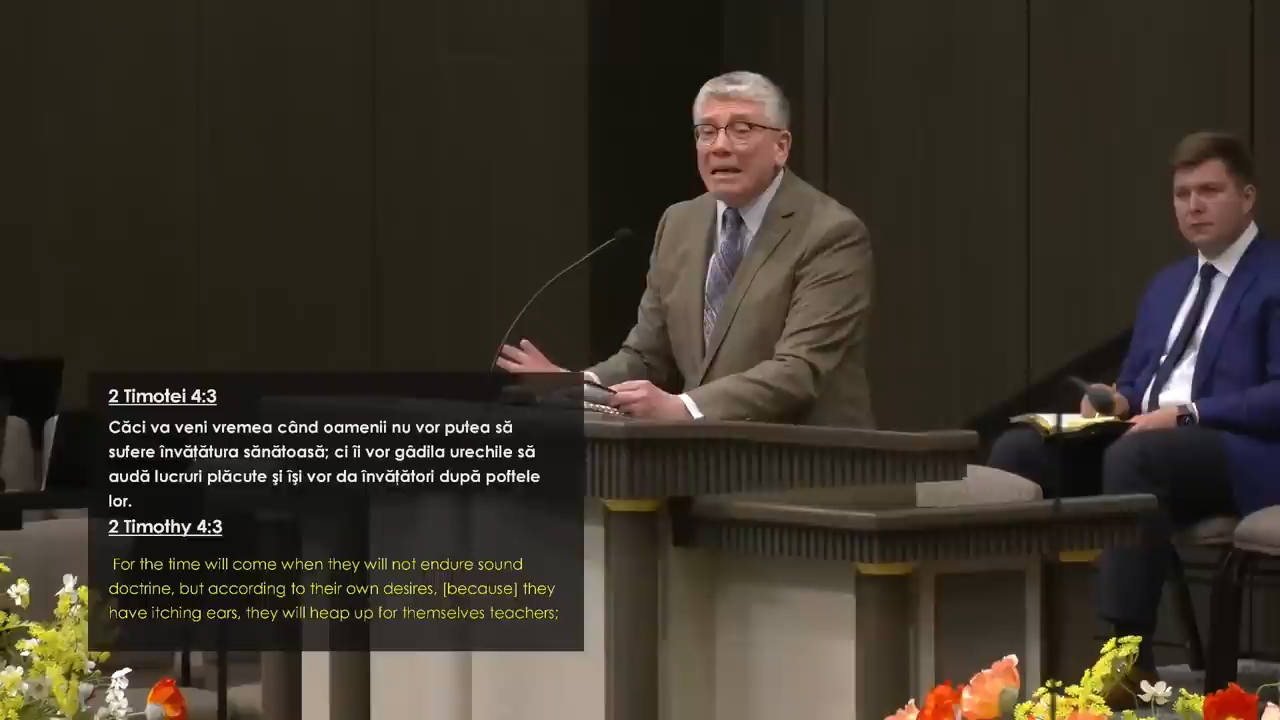 2 Timotei 4:3
Căci va veni vremea când oamenii nu vor putea să
sufere învăţătura sănătoasă; ci îi vor gâdila urechile să
audă lucruri plăcute şi îşi vor da învăţători după poftele
lor.
2 Timothy 4:3
For the time will come when they will not endure sound
doctrine, but according to their own desires, [because] they
have itching ears, they will heap up for themselves teachers;